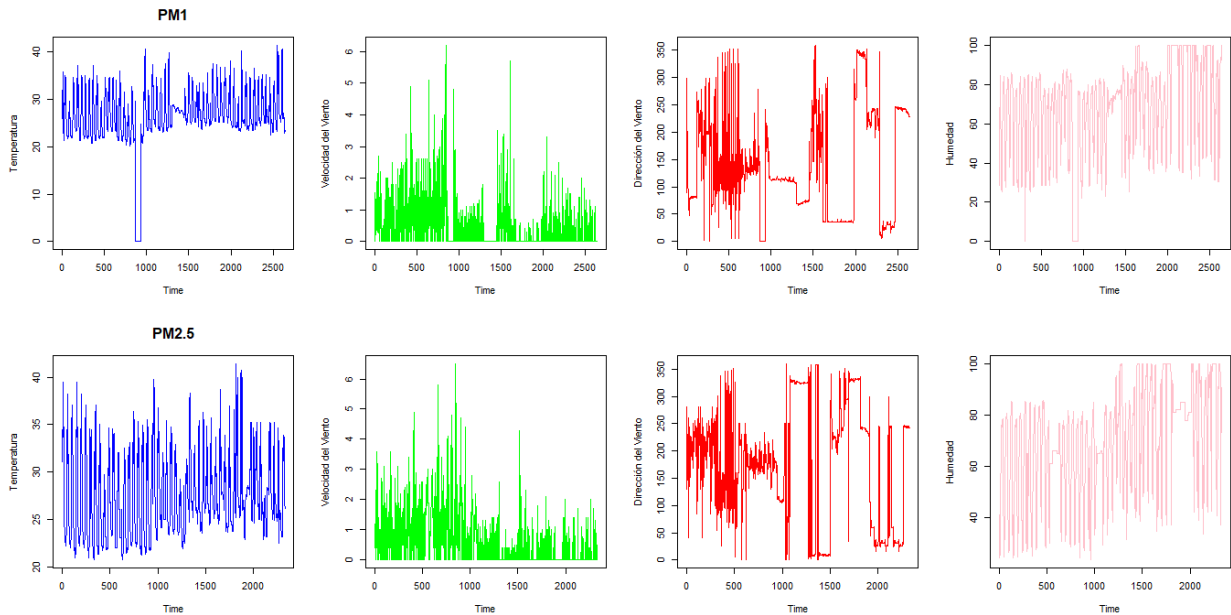 PM1
Temperatura
0 10 20 30 40
0 500 1000 1500 2000 2500
Time
Velocidad del Viento
0 1 2 3 4 5 6
0 500 1000 1500 2000 2500
Time
Dirección del Viento
0 50 100 150 200 250 300 350
0 500 1000 1500 2000 2500
Time
Humedad
0 20 40 60 80 100
0 500 1000 1500 2000 2500
Time
PM2.5
Temperatura
20 25 30 35 40
0 500 1000 1500 2000
Time
Velocidad del Viento
0 1 2 3 4 5 6
0 500 1000 1500 2000
Time
Dirección del Viento
0 50 100 150 200 250 300 350
0 500 1000 1500 2000
Time
Humedad
40 60 80 100
0 500 1000 1500 2000
Time